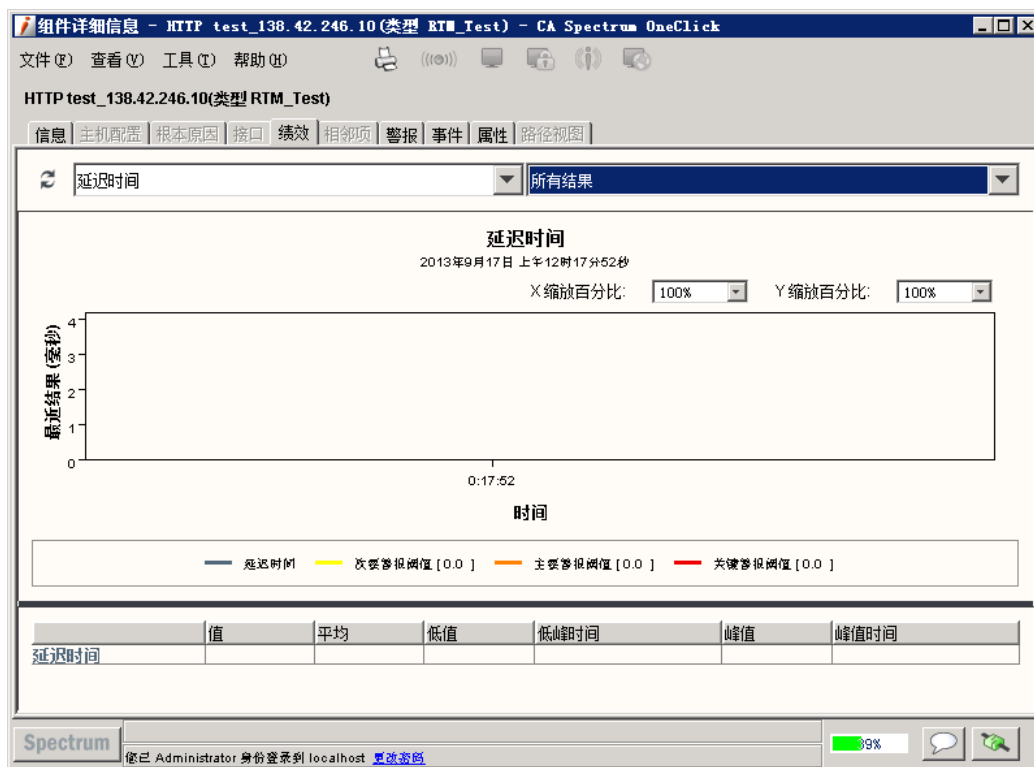 组件详细信息 - HTTP test_138.42.246.10(类型 RTM_Test) - CA Spectrum OneClick
文件(F) 查看(V) 工具(T) 帮助(H)
HTTP test_138.42.246.10(类型 RTM_Test)
信息 主机配置 根本原因 接口 绩效 相邻项 警报 事件 属性 路径视图
延迟时间 所有结果
延迟时间
2013年9月17日 上午12时17分52秒
X 缩放百分比: 100% Y 缩放百分比: 100%
最近结果 (毫秒)
4
3
2
1
0
0:17:52
时间
延迟时间 次要警报阈值 [ 0.0 ] 主要警报阈值 [ 0.0 ] 关键警报阈值 [ 0.0 ]
值 平均 低值 低峰时间 峰值 峰值时间
延迟时间
Spectrum
您已 Administrator 身份登录到 localhost 更改密码
39%